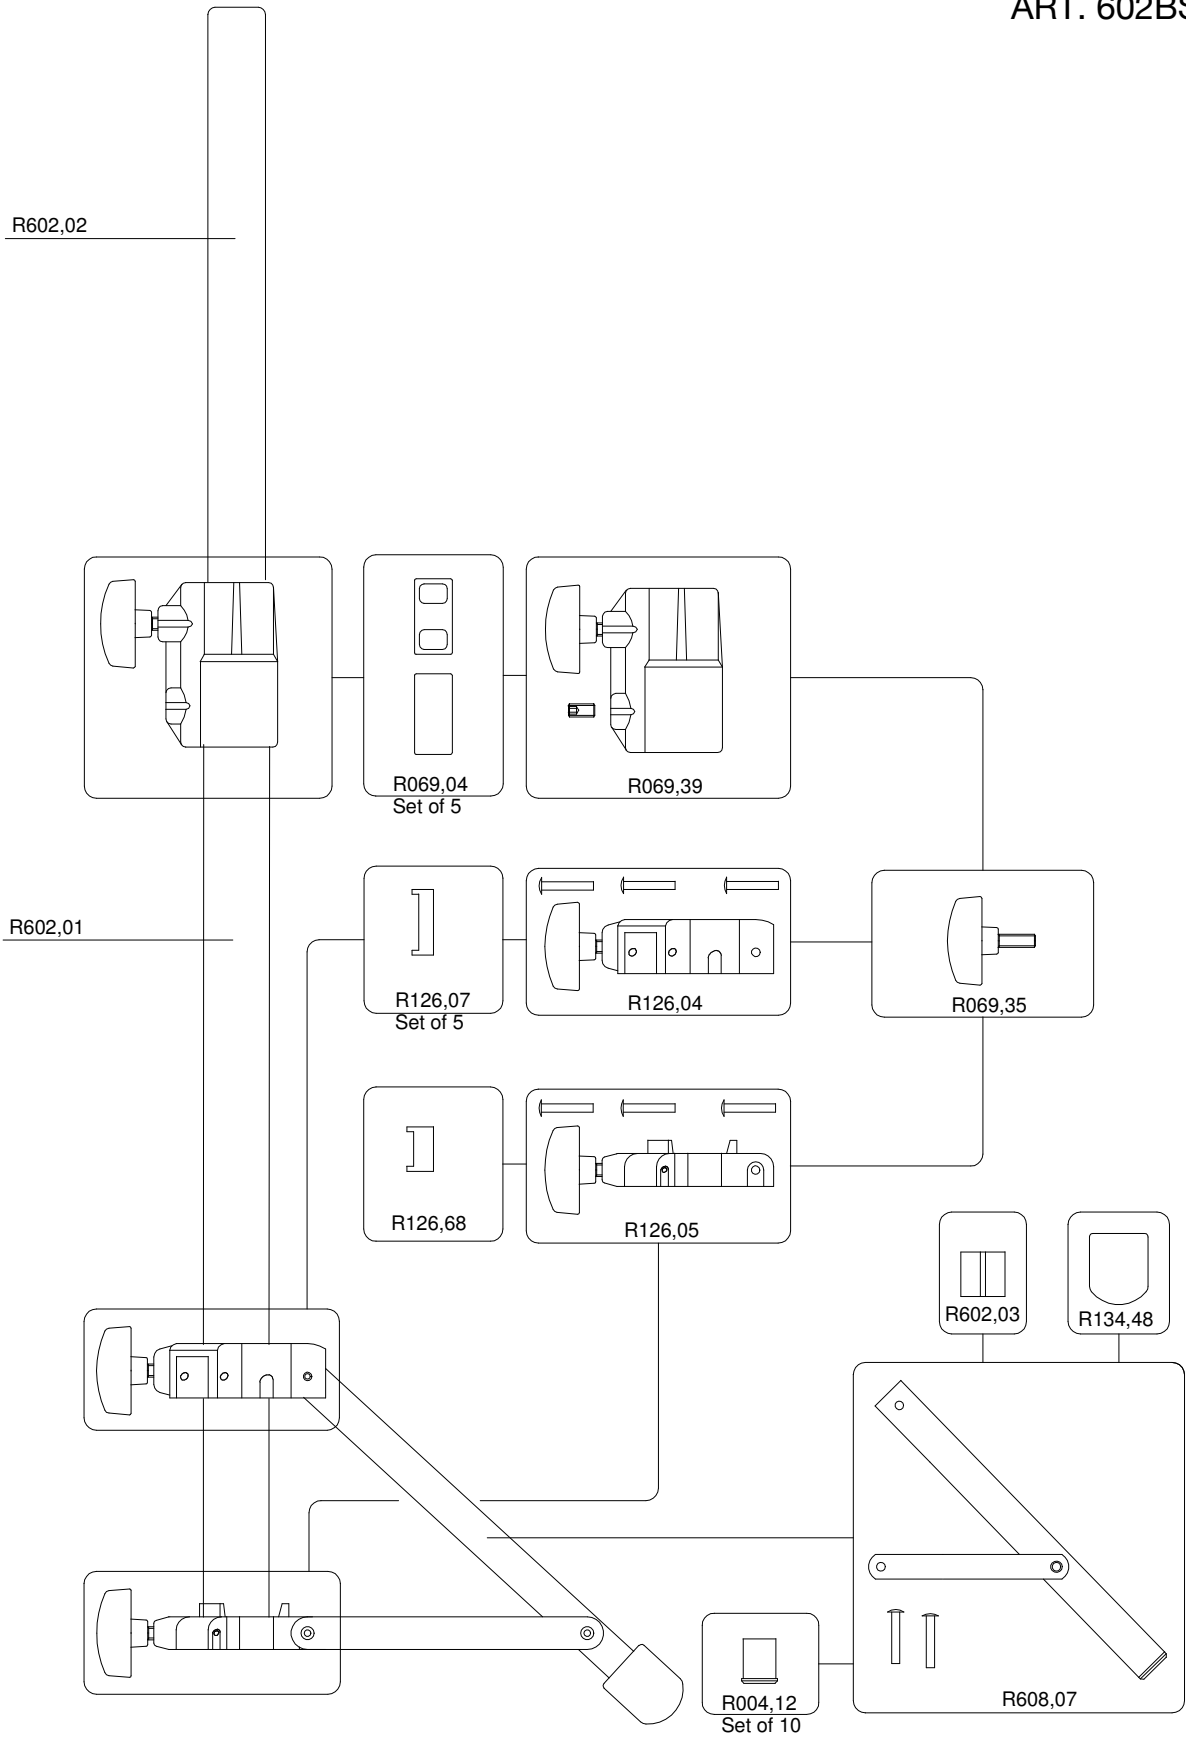 ART. 602BS
R602,02
R069,04
Set of 5
R069,39
R602,01
R126,07
Set of 5
R126,04
R069,35
R126,68
R126,05
R602,03
R134,48
R004,12
Set of 10
R608,07